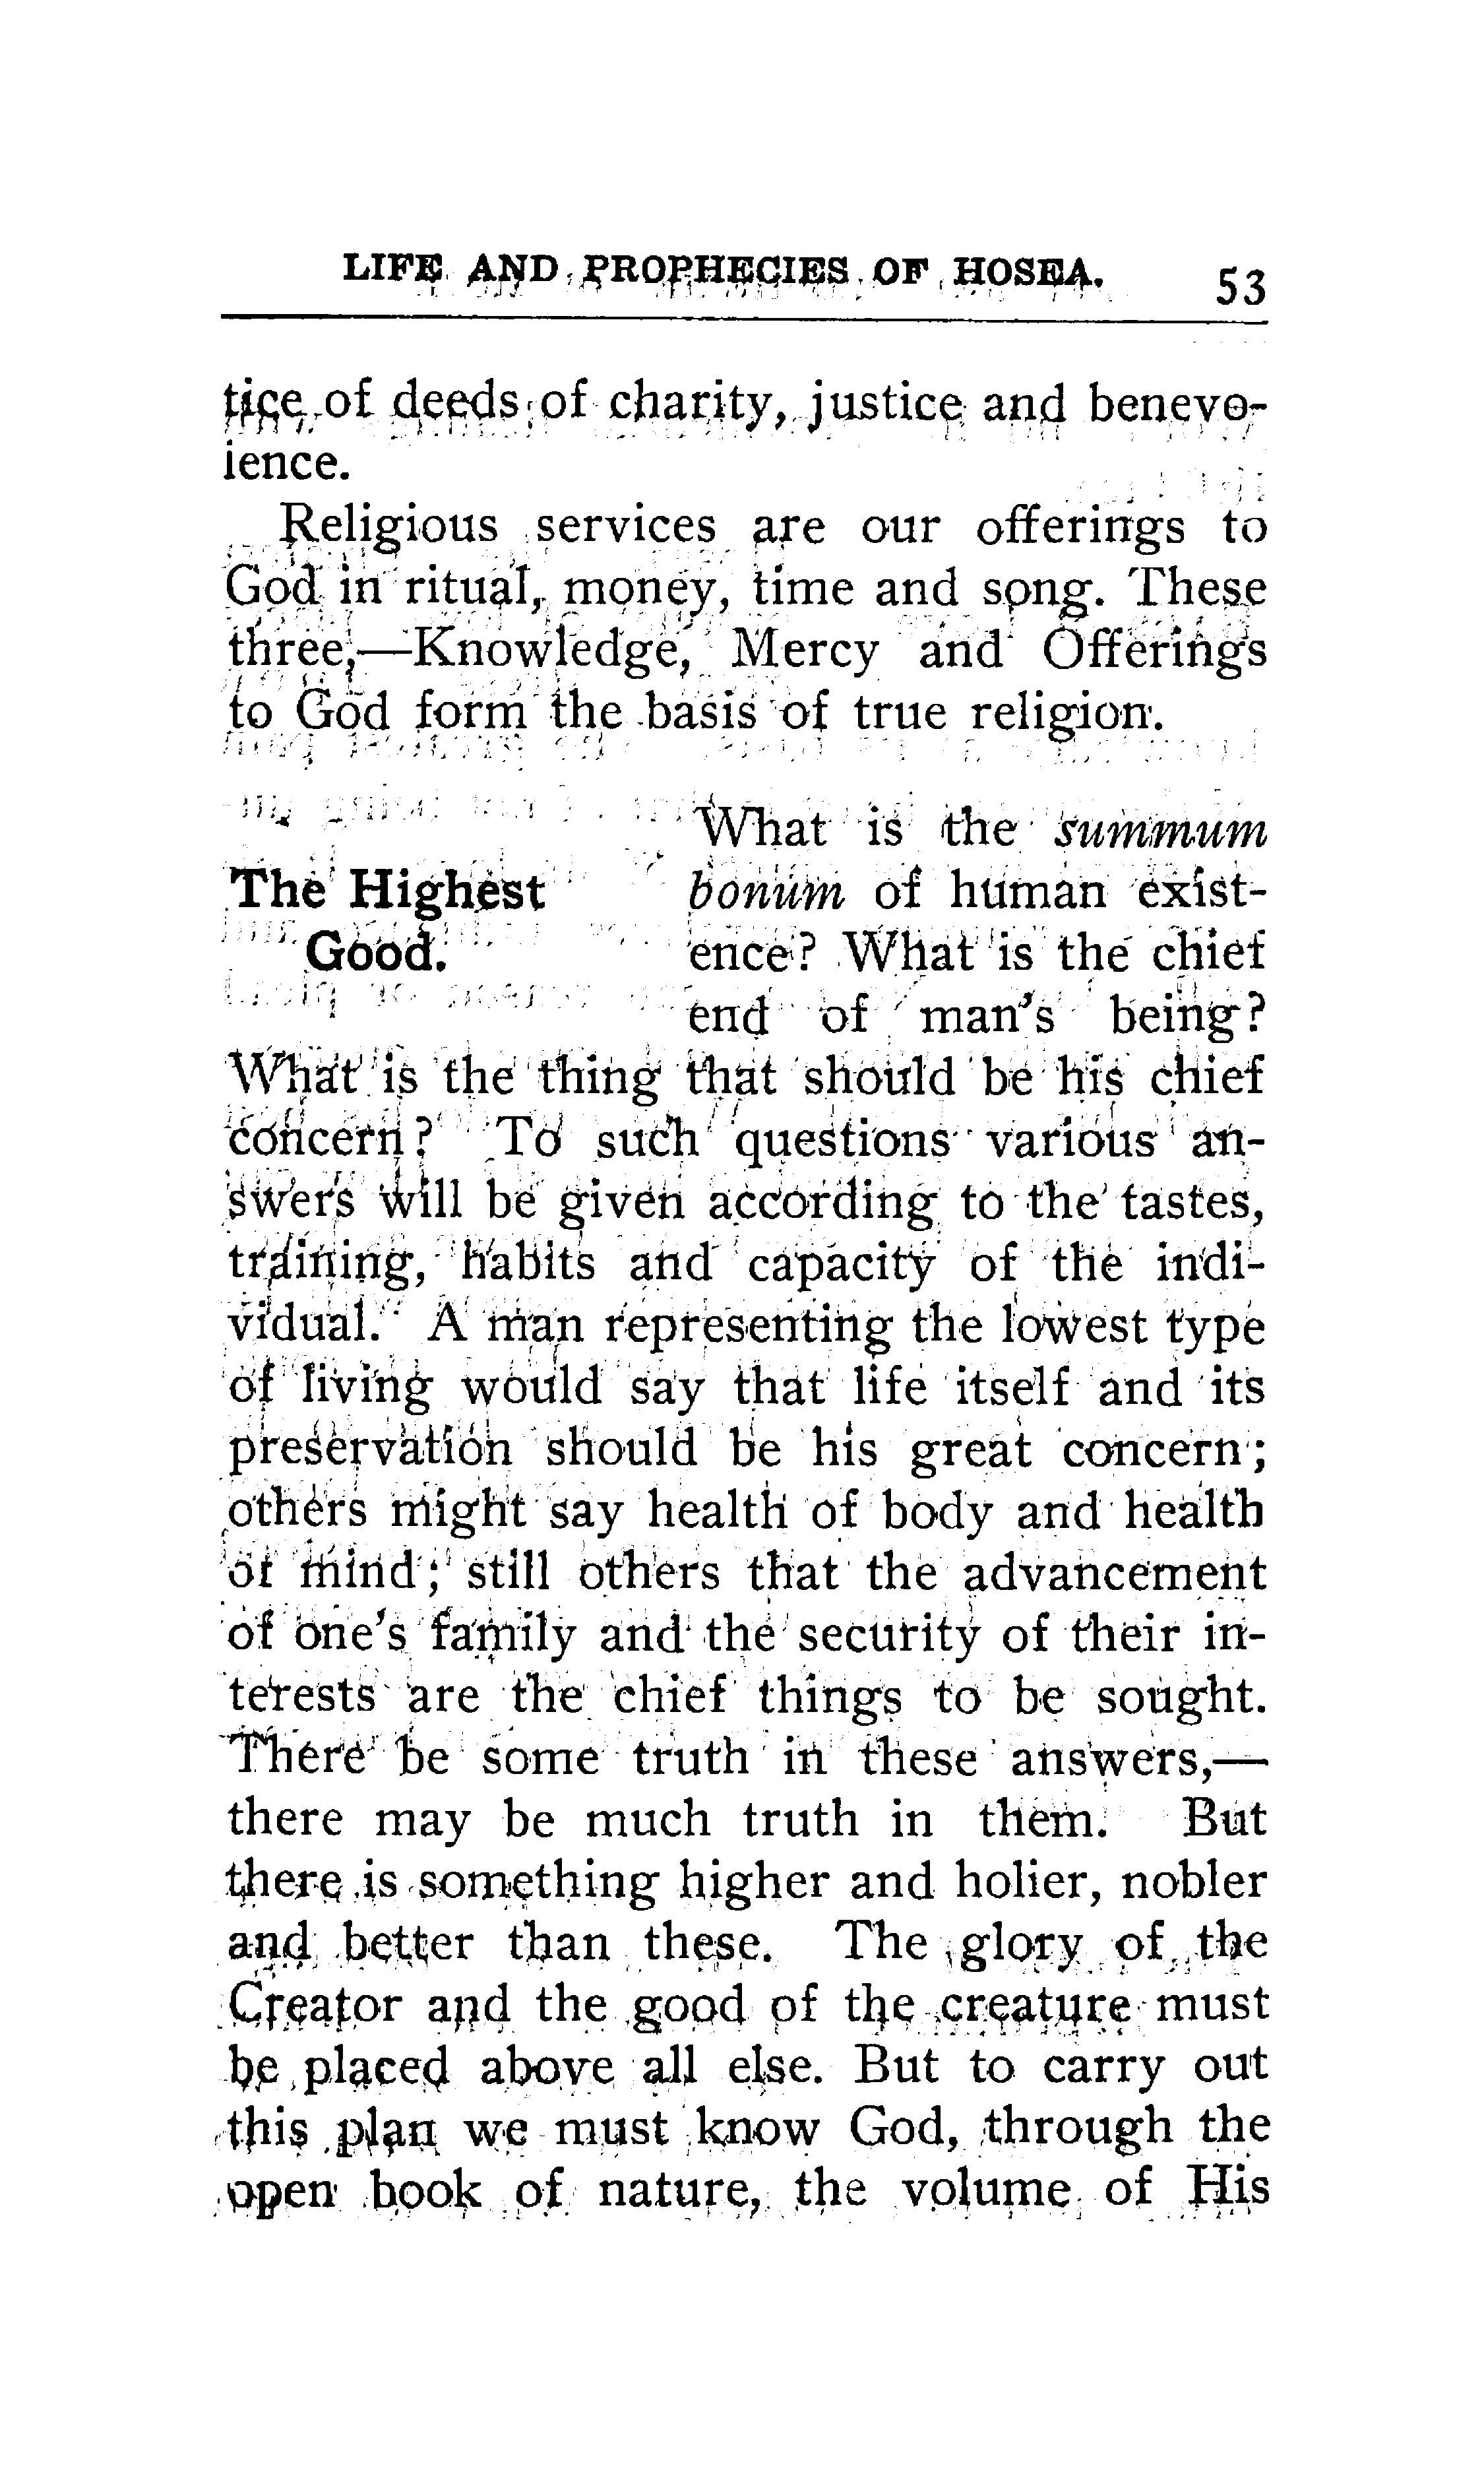 LIFE AND PROPHECIES OF HOSEA. 53
tice of deeds of charity, justice and benevo-
lence.
Religious services are our offerings to
God in ritual, money, time and song. These
three,—Knowledge, Mercy and Offerings
to God form the basis of true religion.
The Highest
Good.
What is the summum
bonum of human exist-
ence? What is the chief
end of man's being?
What is the thing that should be his chief
concern? To such questions various an-
swers will be given according to the tastes,
training, habits and capacity of the indi-
vidual. A man representing the lowest type
of living would say that life itself and its
preservation should be his great concern;
others might say health of body and health
of mind; still others that the advancement
of one's family and the security of their in-
terests are the chief things to be sought.
There be some truth in these answers,—
there may be much truth in them. But
there is something higher and holier, nobler
and better than these. The glory of the
Creator and the good of the creature must
be placed above all else. But to carry out
this plan we must know God, through the
open book of nature, the volume of His